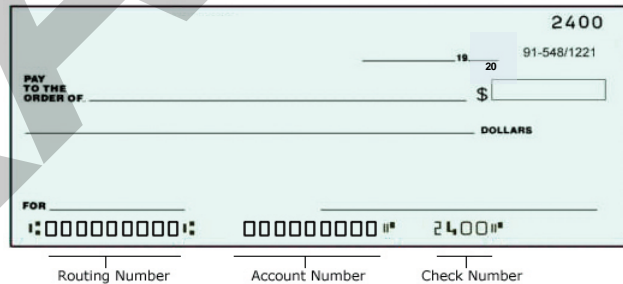 2400
19 20 91-548/1221
PAY
TO THE
ORDER OF $
DOLLARS
FOR
⑆000000000⑆ 000000000⑈ 2400⑈
Routing Number Account Number Check Number